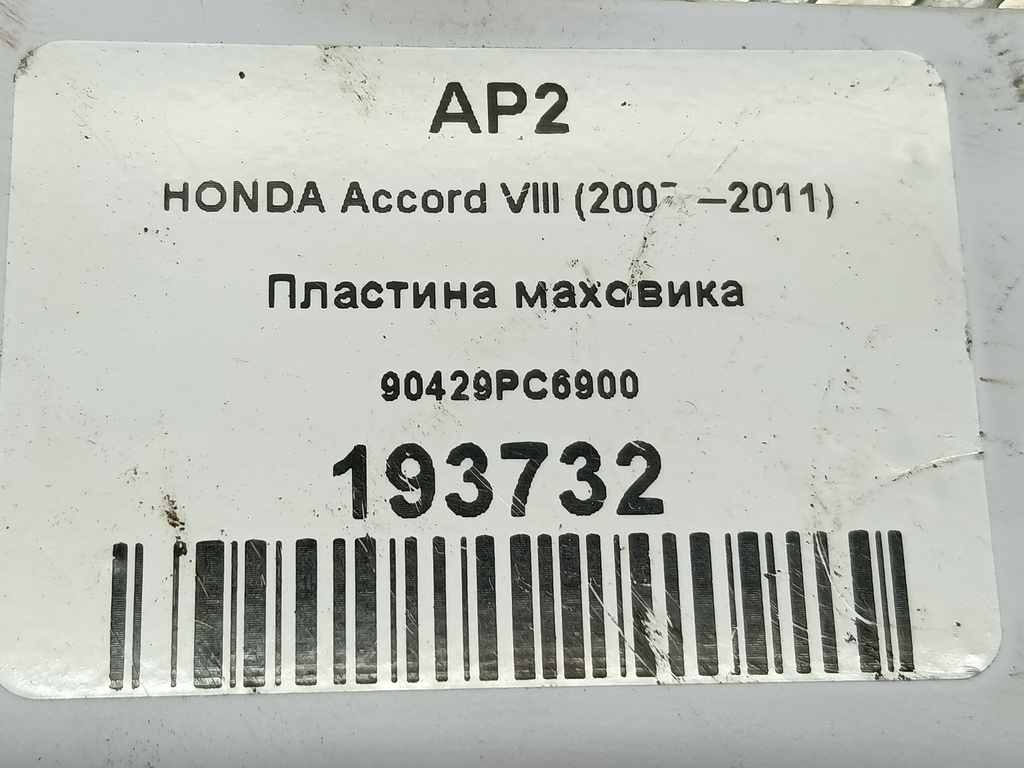 AP2
HONDA Accord VIII (2007 –2011)
Пластина маховика
90429PC6900
193732